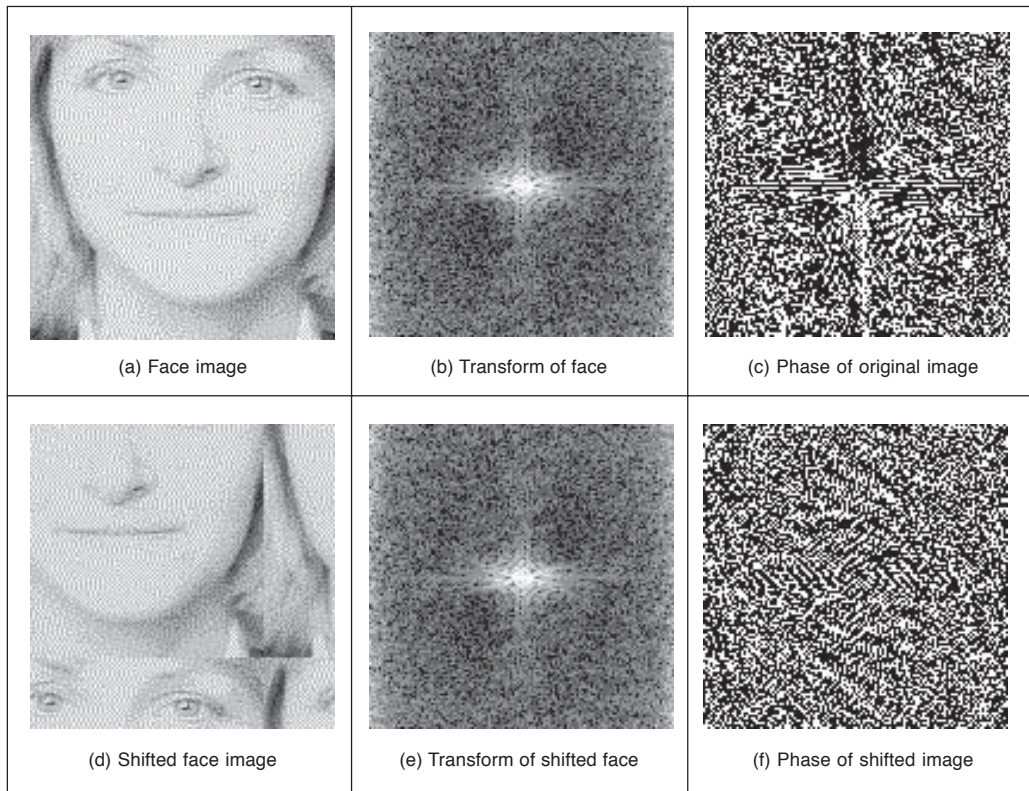 (a) Face image
(b) Transform of face
(c) Phase of original image
(d) Shifted face image
(e) Transform of shifted face
(f) Phase of shifted image